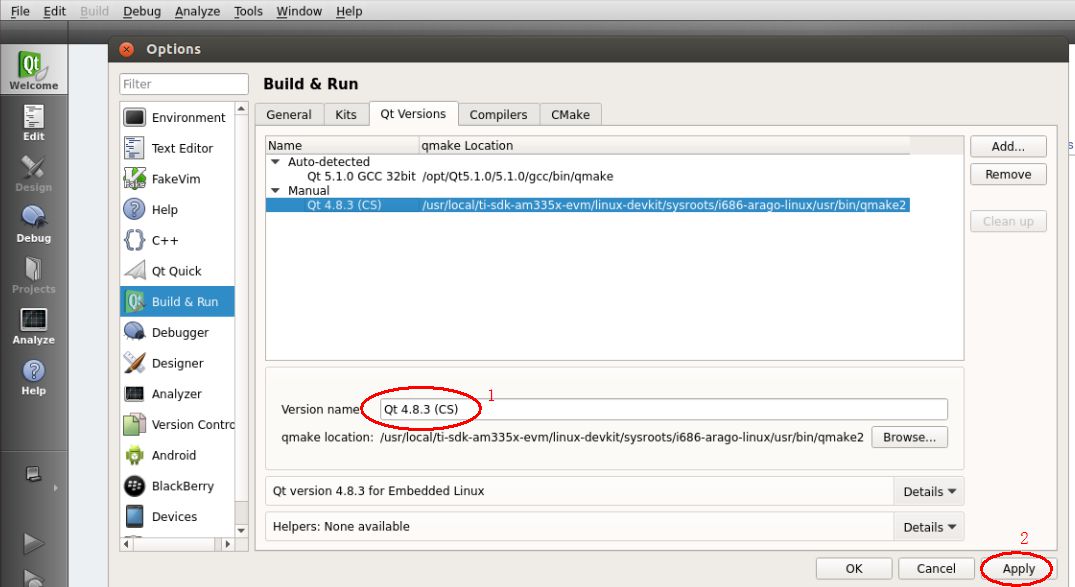 File Edit Build Debug Analyze Tools Window Help
Options
Qt
Welcome
Edit
Design
Debug
Projects
Analyze
Help
Filter
Environment
Text Editor
FakeVim
Help
C++
Qt Quick
Build & Run
Debugger
Designer
Analyzer
Version Contro
Android
BlackBerry
Devices
Build & Run
General Kits Qt Versions Compilers CMake
Name qmake Location
Auto-detected
Qt 5.1.0 GCC 32bit /opt/Qt5.1.0/5.1.0/gcc/bin/qmake
Manual
Qt 4.8.3 (CS) /usr/local/ti-sdk-am335x-evm/linux-devkit/sysroots/i686-arago-linux/usr/bin/qmake2
Add...
Remove
Clean up
1
Version name Qt 4.8.3 (CS)
qmake location: /usr/local/ti-sdk-am335x-evm/linux-devkit/sysroots/i686-arago-linux/usr/bin/qmake2 Browse...
Qt version 4.8.3 for Embedded Linux Details
Helpers: None available Details
2
OK Cancel Apply